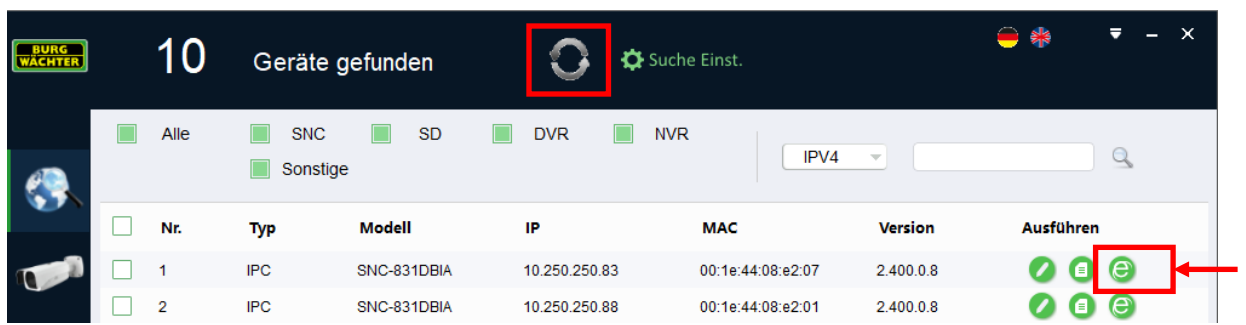 BURG
WÄCHTER
10 Geräte gefunden Suche Einst.
Alle SNC SD DVR NVR
Sonstige
IPV4
Nr. Typ Modell IP MAC Version Ausführen
1 IPC SNC-831DBIA 10.250.250.83 00:1e:44:08:e2:07 2.400.0.8
2 IPC SNC-831DBIA 10.250.250.88 00:1e:44:08:e2:01 2.400.0.8